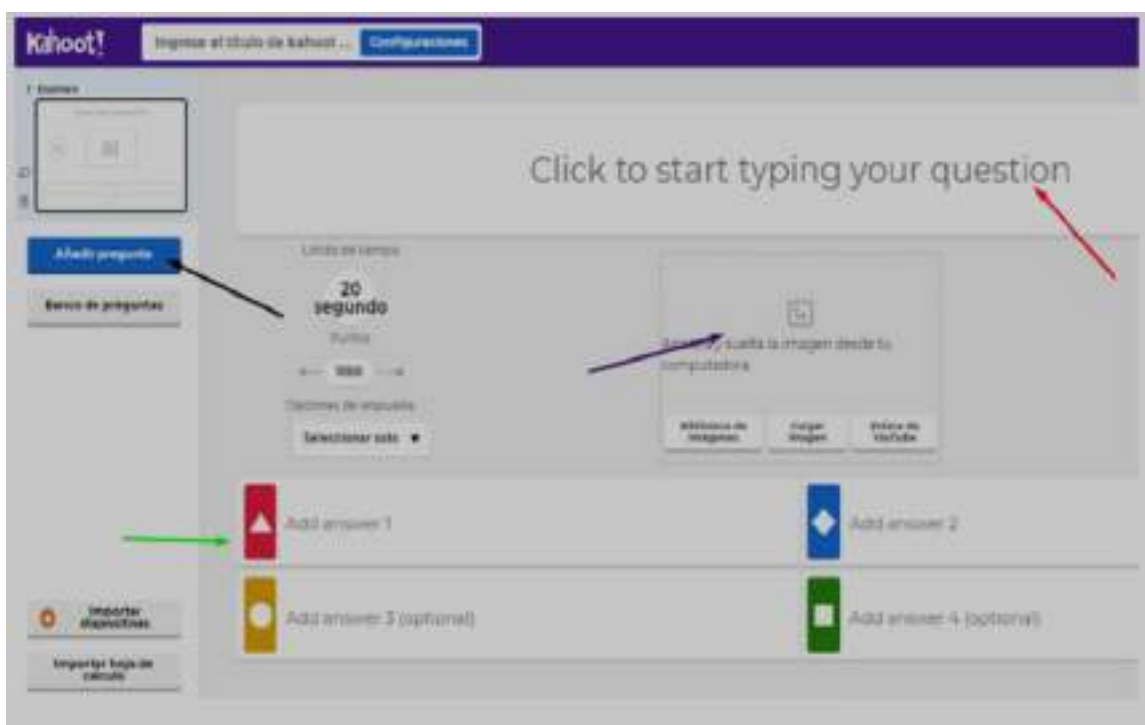 Kahoot!
Ingrese el título de kahoot ...
Configuraciones
Click to start typing your question
Añadir pregunta
Banco de preguntas
Límite de tiempo
20
segundo
Puntos
Opciones de respuesta
Seleccionar solo
suelta la imagen desde tu
computadora
Biblioteca de
imágenes
Cargar
imagen
Enlace de
YouTube
Add answer 1
Add answer 2
Add answer 3 (optional)
Add answer 4 (optional)
Importar
diapositivas
Importar hoja de
cálculo